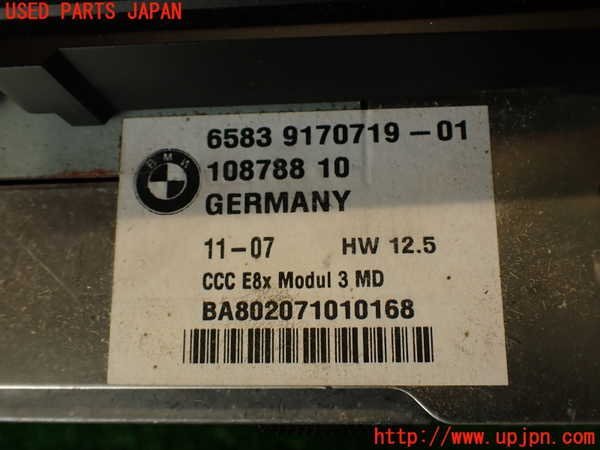 USED PARTS JAPAN
6583 9170719-01
108788 10
BMW
GERMANY
11-07 HW 12.5
CCC E8x Modul 3 MD
BA802071010168
http://www.upjpn.com/